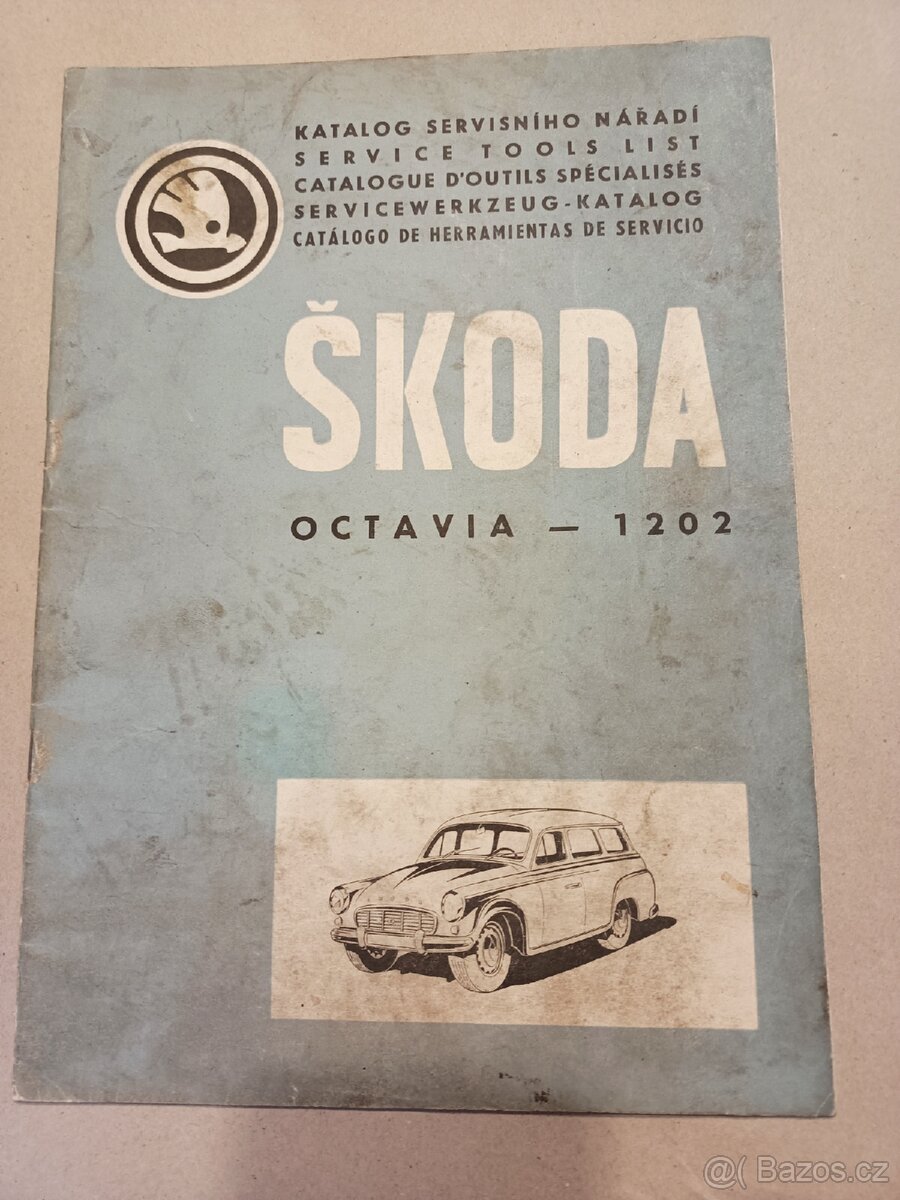 KATALOG SERVISNÍHO NÁŘADÍ
SERVICE TOOLS LIST
CATALOGUE D'OUTILS SPÉCIALISÉS
SERVICEWERKZEUG-KATALOG
CATÁLOGO DE HERRAMIENTAS DE SERVICIO
ŠKODA
OCTAVIA — 1202
@( Bazos.cz